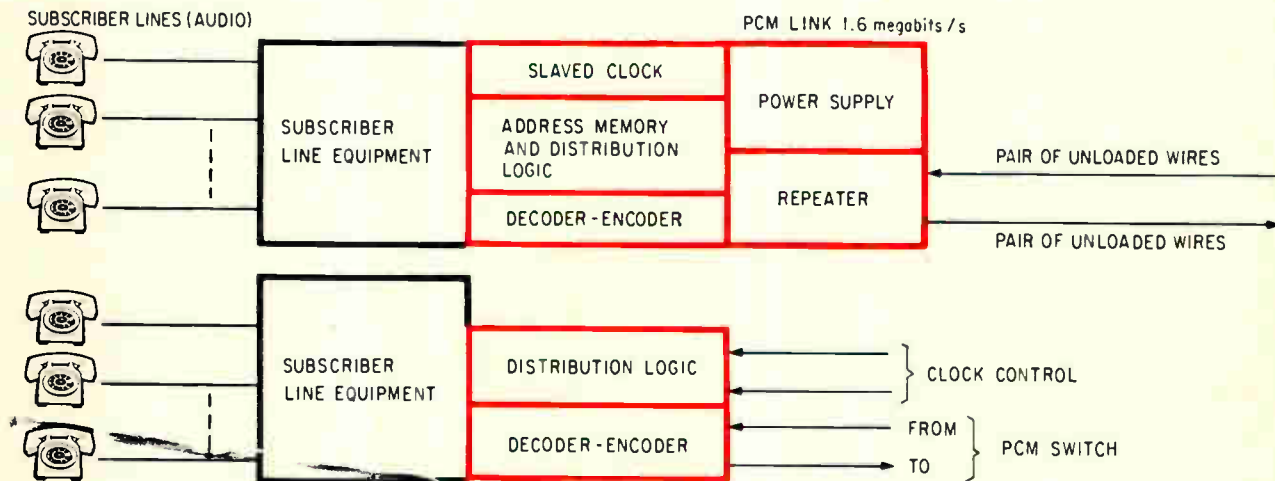 SUBSCRIBER LINES (AUDIO)
PCM LINK 1.6 megabits/s
SUBSCRIBER
LINE EQUIPMENT
SLAVED CLOCK
ADDRESS MEMORY
AND DISTRIBUTION
LOGIC
DECODER-ENCODER
POWER SUPPLY
REPEATER
PAIR OF UNLOADED WIRES
PAIR OF UNLOADED WIRES
SUBSCRIBER
LINE EQUIPMENT
DISTRIBUTION LOGIC
DECODER-ENCODER
CLOCK CONTROL
FROM
TO
PCM SWITCH